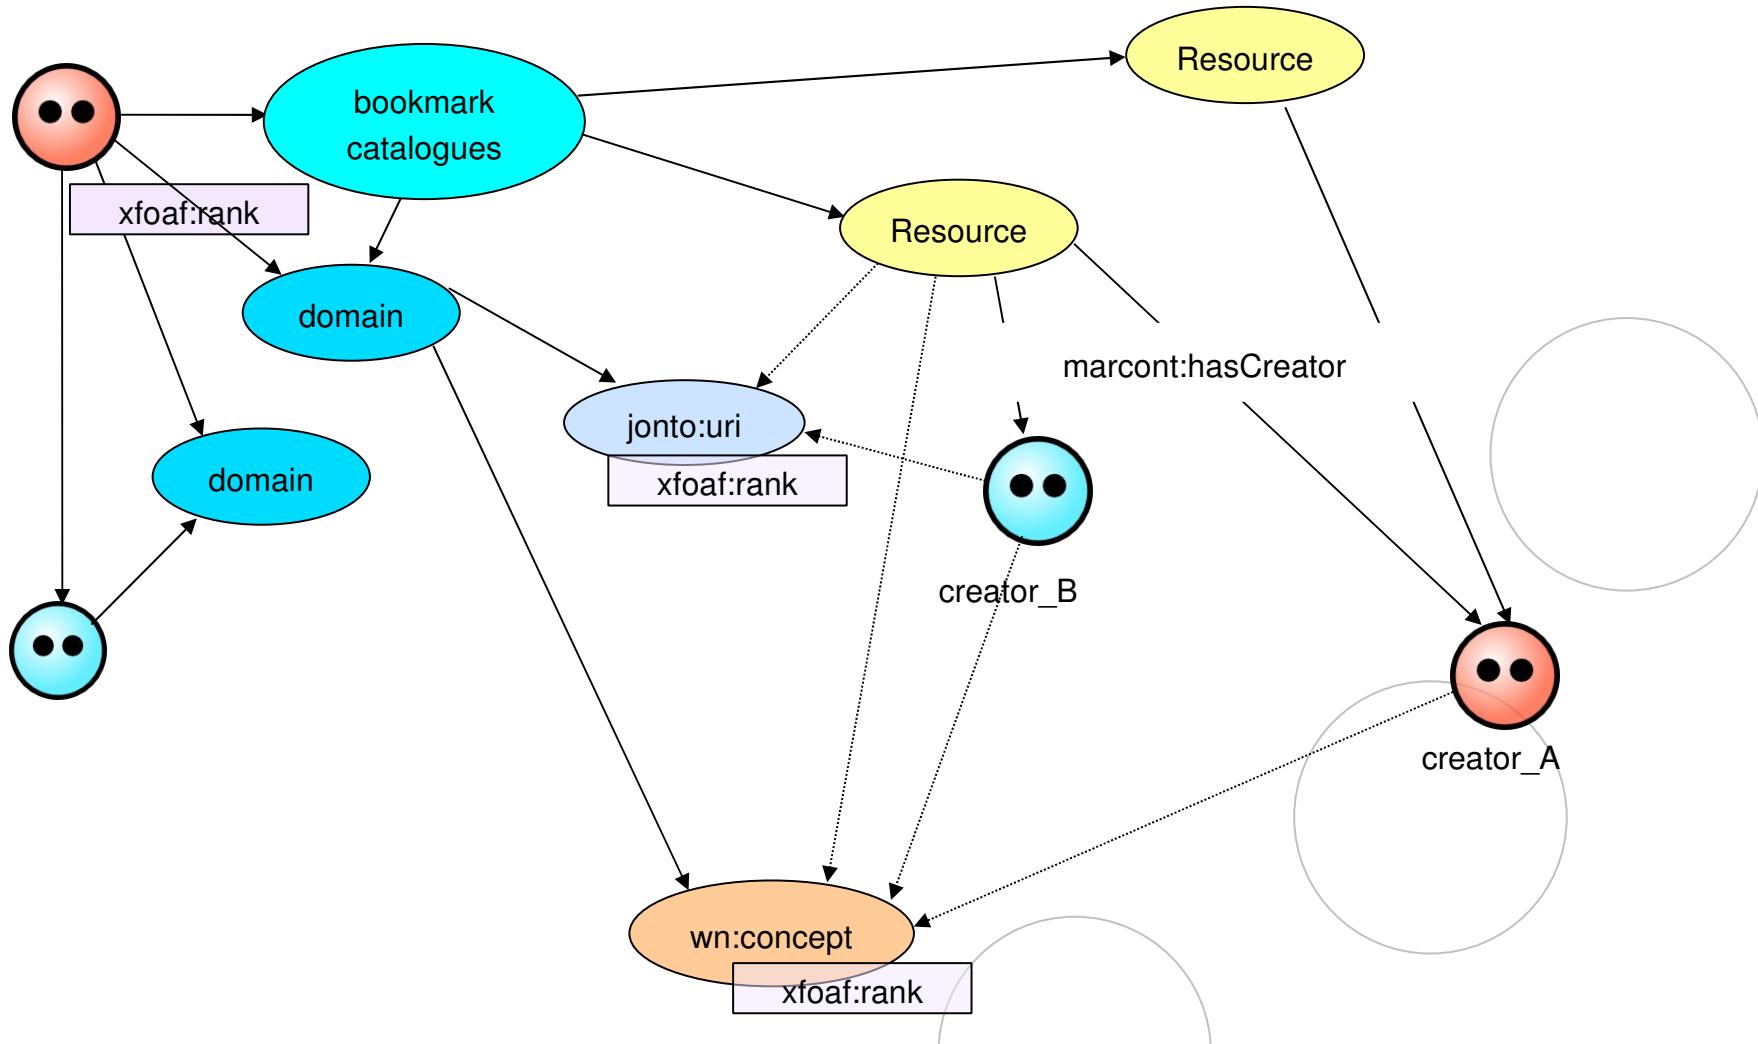 Resource
bookmark
catalogues
xfoaf:rank
Resource
domain
marcont:hasCreator
jonto:uri
domain
xfoaf:rank
creator_B
creator_A
wn:concept
xfoaf:rank